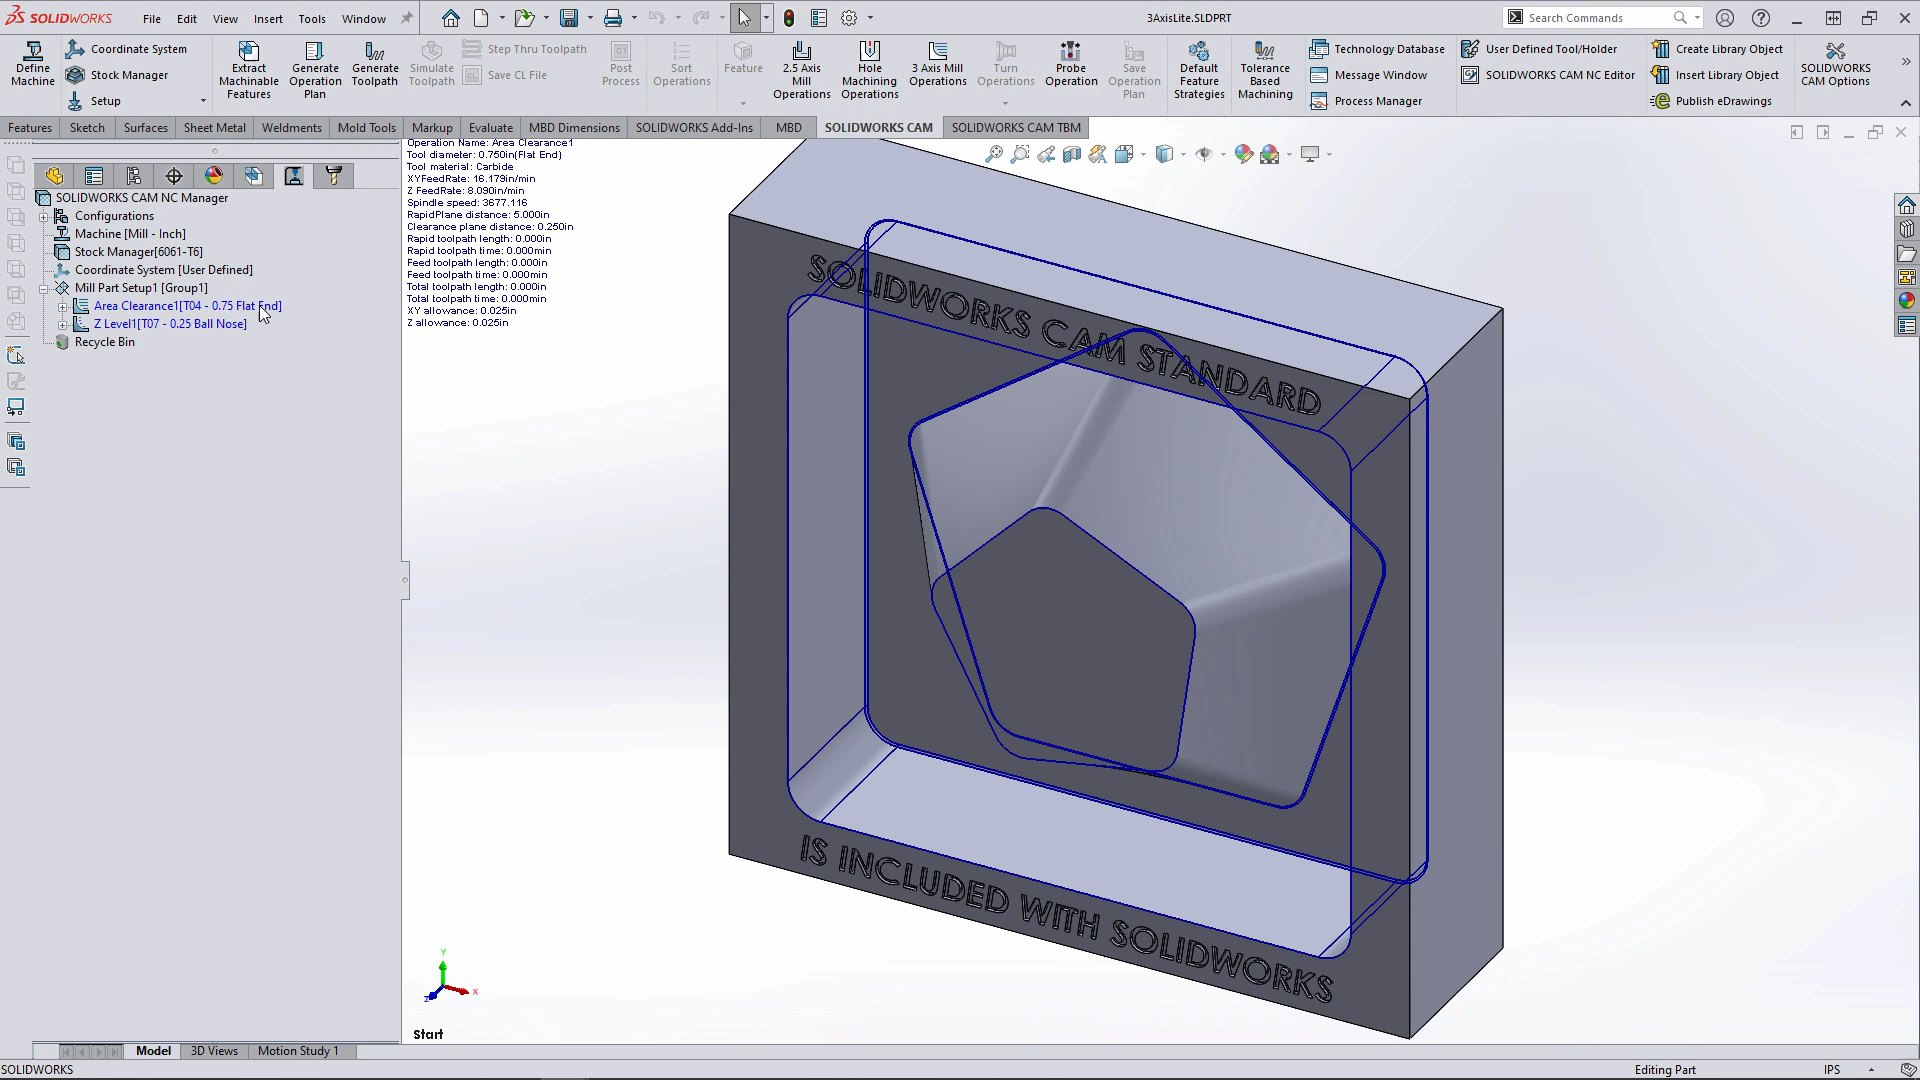 SOLIDWORKS File Edit View Insert Tools Window
3AxisLite.SLDPRT
Search Commands
Define Machine
Coordinate System
Stock Manager
Setup
Extract Machinable Features
Generate Operation Plan
Generate Toolpath
Simulate Toolpath
Step Thru Toolpath
Save CL File
Post Process
Sort Operations
Feature
2.5 Axis Mill Operations
Hole Machining Operations
3 Axis Mill Operations
Turn Operations
Probe Operation
Save Operation Plan
Default Feature Strategies
Tolerance Based Machining
Technology Database
Message Window
Process Manager
User Defined Tool/Holder
SOLIDWORKS CAM NC Editor
Create Library Object
Insert Library Object
Publish eDrawings
SOLIDWORKS CAM Options
Features Sketch Surfaces Sheet Metal Weldments Mold Tools Markup Evaluate MBD Dimensions SOLIDWORKS Add-Ins MBD SOLIDWORKS CAM SOLIDWORKS CAM TBM
SOLIDWORKS CAM NC Manager
Configurations
Machine [Mill - Inch]
Stock Manager[6061-T6]
Coordinate System [User Defined]
Mill Part Setup1 [Group1]
Area Clearance1[T04 - 0.75 Flat End]
Z Level1[T07 - 0.25 Ball Nose]
Recycle Bin
Operation Name: Area Clearance1
Tool diameter: 0.750in(Flat End)
Tool material: Carbide
XYFeedRate: 16.179in/min
Z FeedRate: 8.090in/min
Spindle speed: 3677.116
RapidPlane distance: 5.000in
Clearance plane distance: 0.250in
Rapid toolpath length: 0.000in
Rapid toolpath time: 0.000min
Feed toolpath length: 0.000in
Feed toolpath time: 0.000min
Total toolpath length: 0.000in
Total toolpath time: 0.000min
XY allowance: 0.025in
Z allowance: 0.025in
SOLIDWORKS CAM STANDARD
IS INCLUDED WITH SOLIDWORKS
Y
X
Z
Start
Model 3D Views Motion Study 1
SOLIDWORKS
Editing Part
IPS